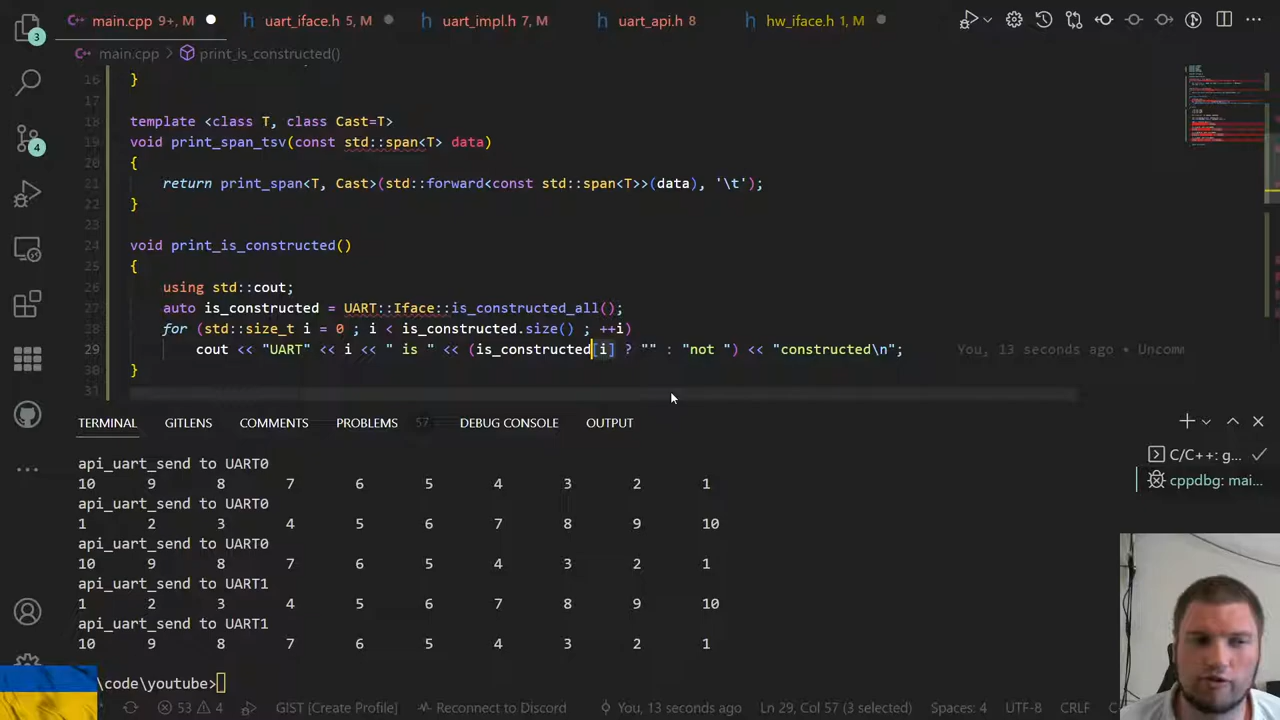 main.cpp 9+, M
uart_iface.h 5, M
uart_impl.h 7, M
uart_api.h 8
hw_iface.h 1, M
main.cpp > print_is_constructed()
16 }
17
18 template <class T, class Cast=T>
19 void print_span_tsv(const std::span<T> data)
20 {
21 return print_span<T, Cast>(std::forward<const std::span<T>>(data), '\t');
22 }
23
24 void print_is_constructed()
25 {
26 using std::cout;
27 auto is_constructed = UART::Iface::is_constructed_all();
28 for (std::size_t i = 0 ; i < is_constructed.size() ; ++i)
29 cout << "UART" << i << " is " << (is_constructed[i] ? "" : "not ") << "constructed\n"; You, 13 seconds ago • Uncomm
30 }
31
TERMINAL GITLENS COMMENTS PROBLEMS 57 DEBUG CONSOLE OUTPUT
C/C++: g...
cppdbg: mai...
api_uart_send to UART0
10 9 8 7 6 5 4 3 2 1
api_uart_send to UART0
1 2 3 4 5 6 7 8 9 10
api_uart_send to UART0
10 9 8 7 6 5 4 3 2 1
api_uart_send to UART1
1 2 3 4 5 6 7 8 9 10
api_uart_send to UART1
10 9 8 7 6 5 4 3 2 1
\code\youtube>
3
4
53 4 GIST [Create Profile] Reconnect to Discord You, 13 seconds ago Ln 29, Col 57 (3 selected) Spaces: 4 UTF-8 CRLF